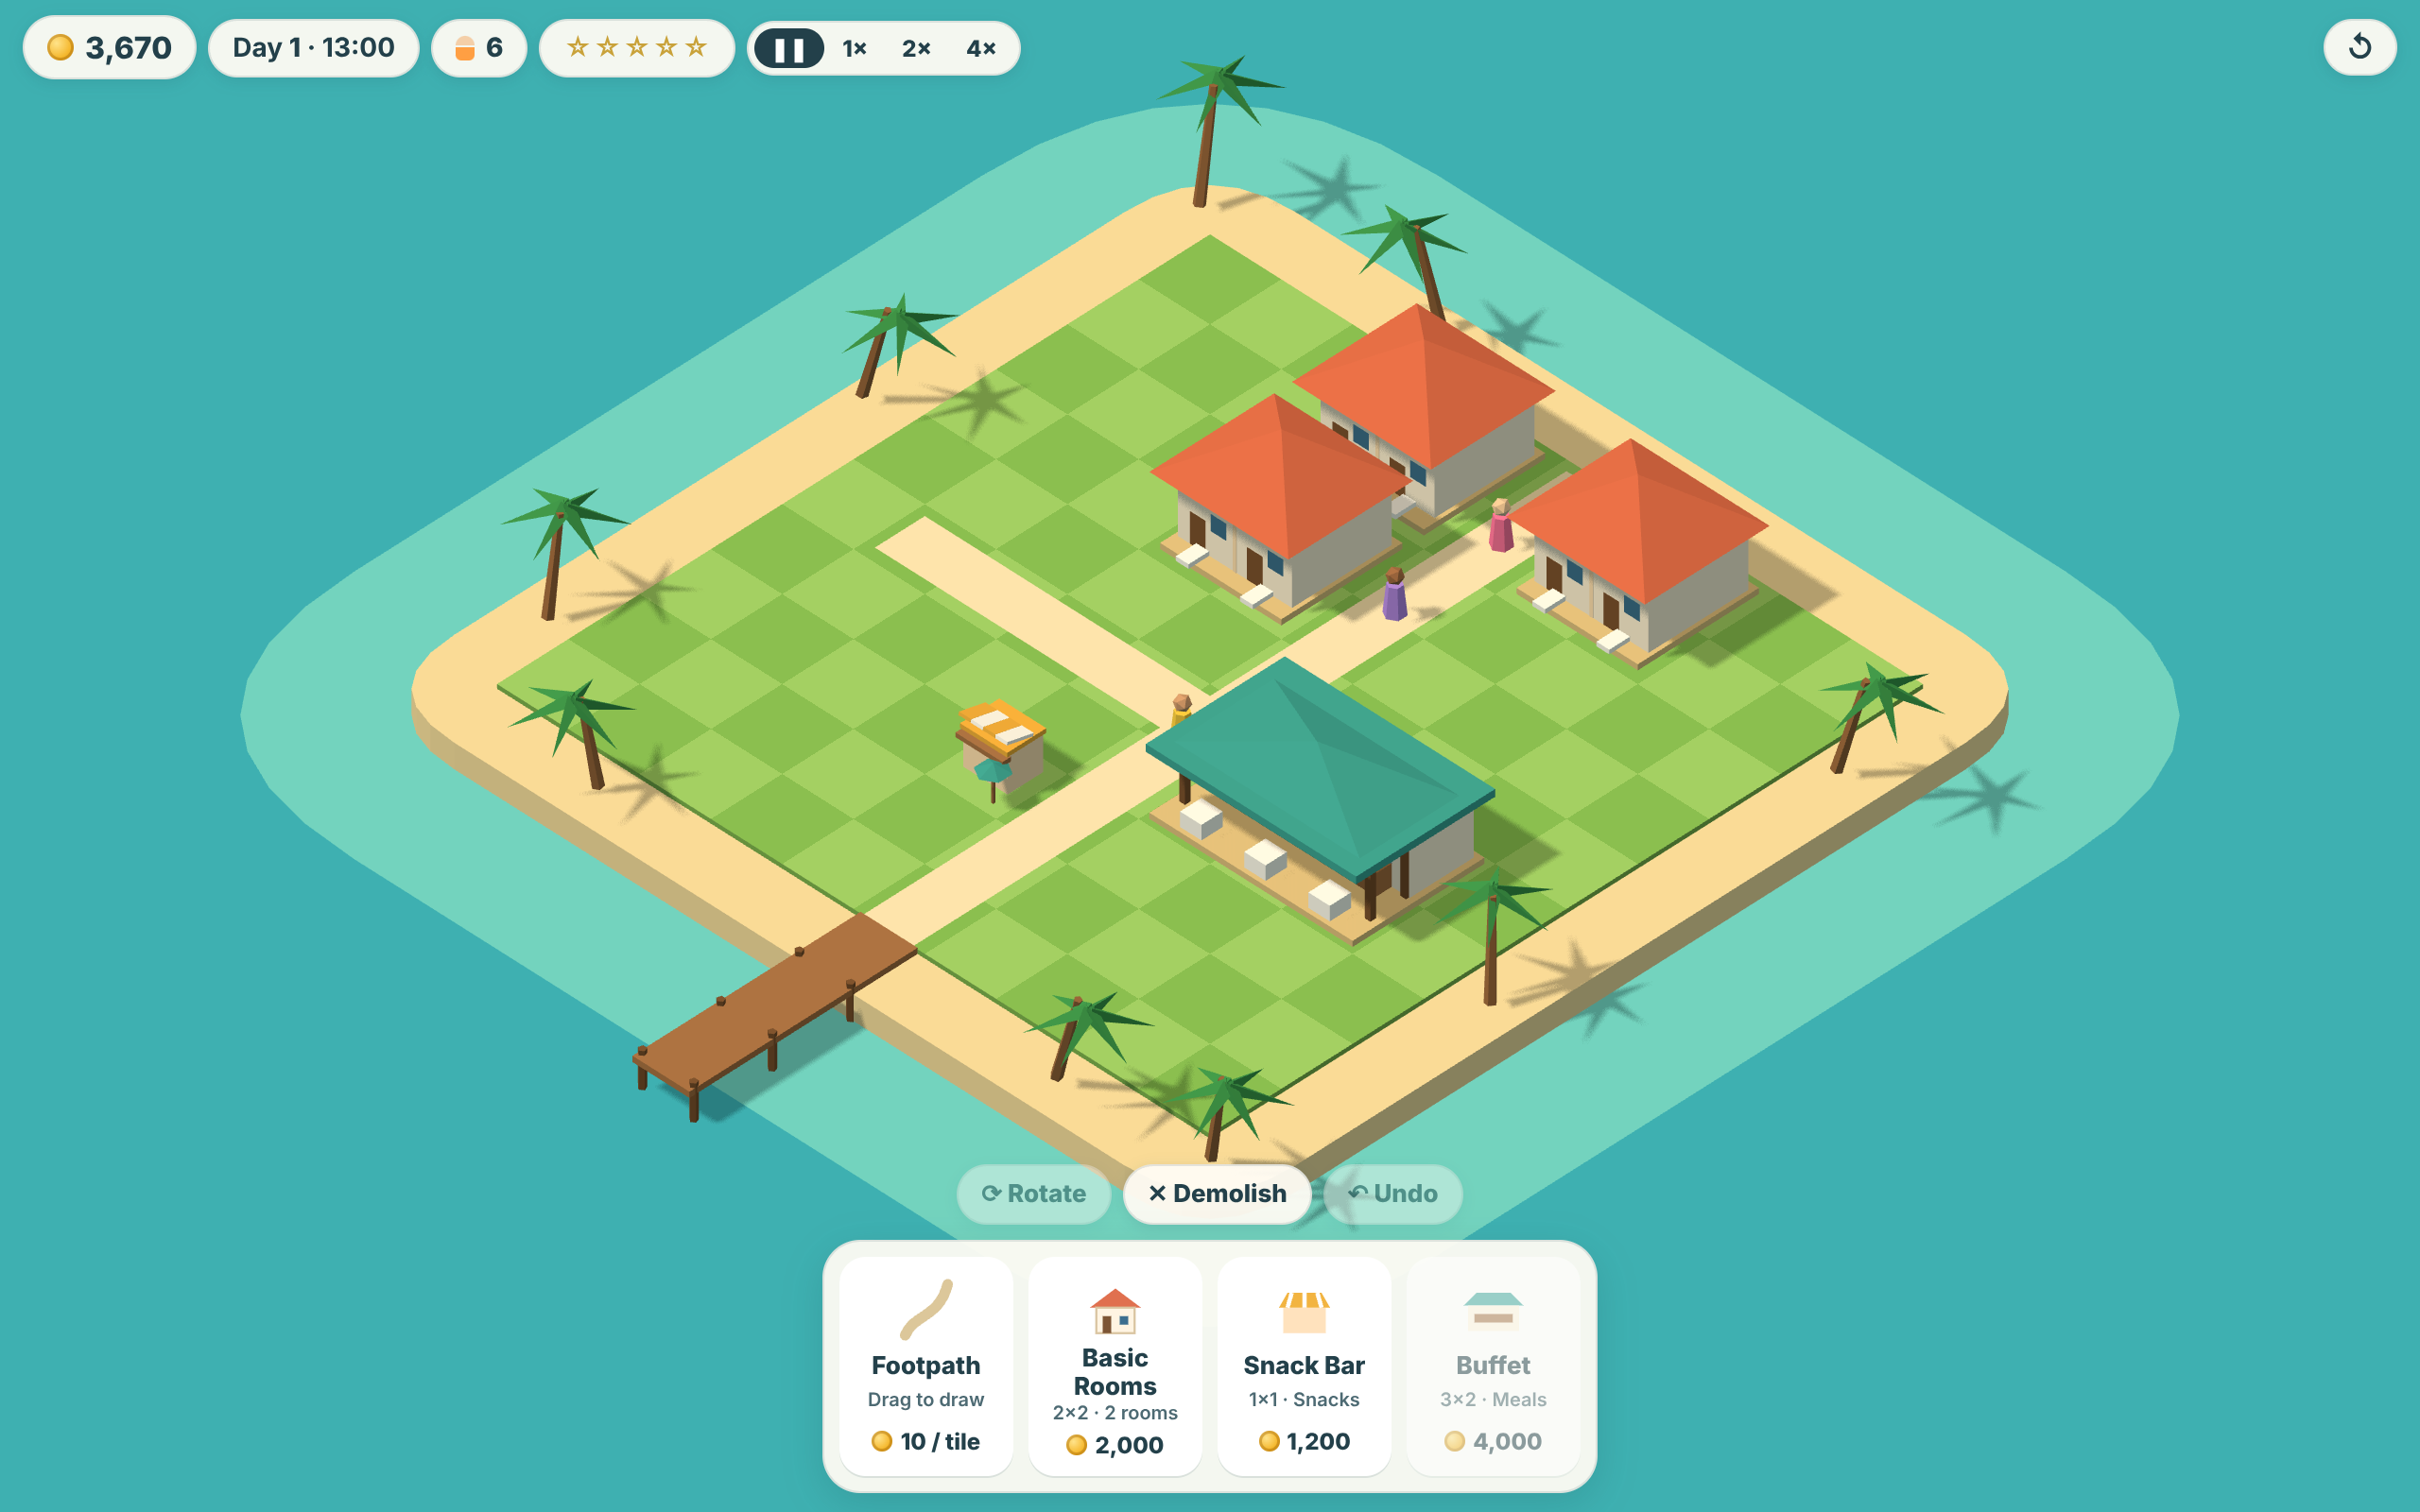 3,670
Day 1 · 13:00
6
1×
2×
4×
⟳ Rotate
✕ Demolish
↶ Undo
Footpath
Drag to draw
10 / tile
Basic
Rooms
2×2 · 2 rooms
2,000
Snack Bar
1×1 · Snacks
1,200
Buffet
3×2 · Meals
4,000